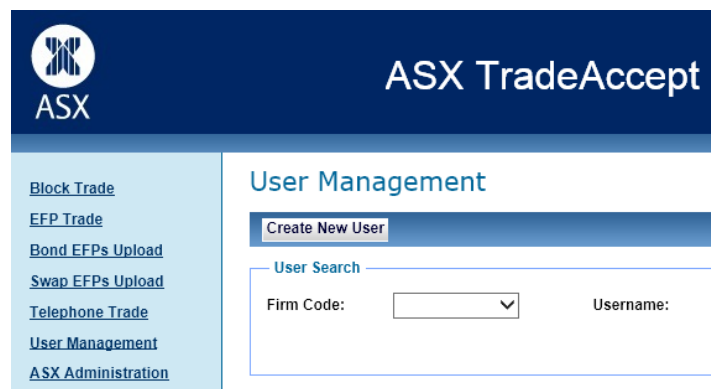 ASX
ASX TradeAccept
Block Trade
EFP Trade
Bond EFPs Upload
Swap EFPs Upload
Telephone Trade
User Management
ASX Administration
User Management
Create New User
User Search
Firm Code: Username: